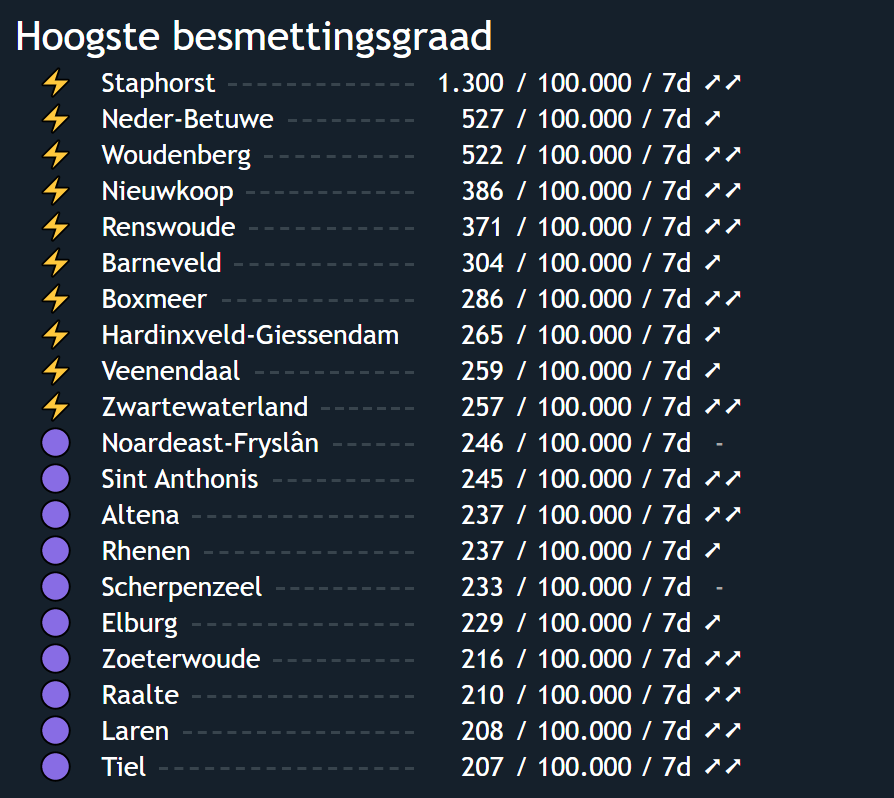 Hoogste besmettingsgraad
⚡ Staphorst ---------- 1.300 / 100.000 / 7d ➚➚
⚡ Neder-Betuwe ------- 527 / 100.000 / 7d ➚
⚡ Woudenberg -------- 522 / 100.000 / 7d ➚➚
⚡ Nieuwkoop --------- 386 / 100.000 / 7d ➚➚
⚡ Renswoude --------- 371 / 100.000 / 7d ➚➚
⚡ Barneveld ---------- 304 / 100.000 / 7d ➚
⚡ Boxmeer ----------- 286 / 100.000 / 7d ➚➚
⚡ Hardinxveld-Giessendam 265 / 100.000 / 7d ➚
⚡ Veenendaal --------- 259 / 100.000 / 7d ➚
⚡ Zwartewaterland ----- 257 / 100.000 / 7d ➚➚
🟣 Noardeast-Fryslân ---- 246 / 100.000 / 7d -
🟣 Sint Anthonis -------- 245 / 100.000 / 7d ➚➚
🟣 Altena ------------ 237 / 100.000 / 7d ➚➚
🟣 Rhenen ----------- 237 / 100.000 / 7d ➚
🟣 Scherpenzeel ------- 233 / 100.000 / 7d -
🟣 Elburg ------------ 229 / 100.000 / 7d ➚
🟣 Zoeterwoude -------- 216 / 100.000 / 7d ➚➚
🟣 Raalte ------------ 210 / 100.000 / 7d ➚➚
🟣 Laren ------------ 208 / 100.000 / 7d ➚➚
🟣 Tiel -------------- 207 / 100.000 / 7d ➚➚